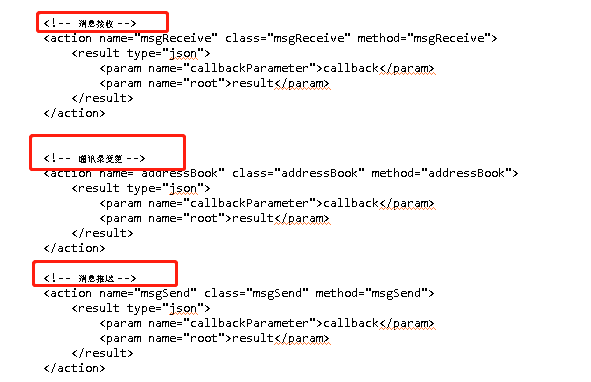 <!-- 消息接收 -->
<action name="msgReceive" class="msgReceive" method="msgReceive">
<result type="json">
<param name="callbackParameter">callback</param>
<param name="root">result</param>
</result>
</action>
<!-- 通讯录变更 -->
<action name="addressBook" class="addressBook" method="addressBook">
<result type="json">
<param name="callbackParameter">callback</param>
<param name="root">result</param>
</result>
</action>
<!-- 消息推送 -->
<action name="msgSend" class="msgSend" method="msgSend">
<result type="json">
<param name="callbackParameter">callback</param>
<param name="root">result</param>
</result>
</action>